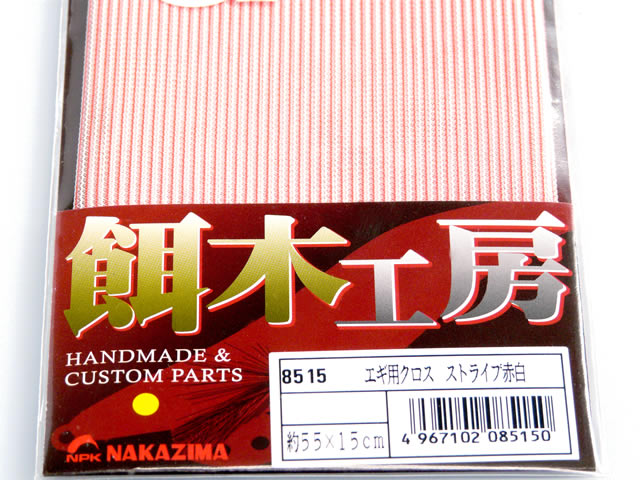 餌木工房
HANDMADE &
CUSTOM PARTS
8515 エギ用クロス ストライプ赤白
約55×15cm
4 967102 085150
NPK NAKAZIMA